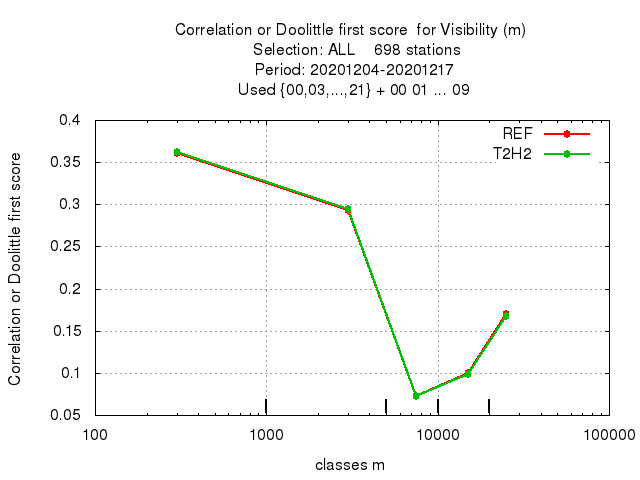 Correlation or Doolittle first score  for Visibility (m)
Selection: ALL    698 stations
Period: 20201204-20201217
Used {00,03,...,21} + 00 01 ... 09
REF
T2H2
Correlation or Doolittle first score
0.4
0.35
0.3
0.25
0.2
0.15
0.1
0.05
100 1000 10000 100000
classes m